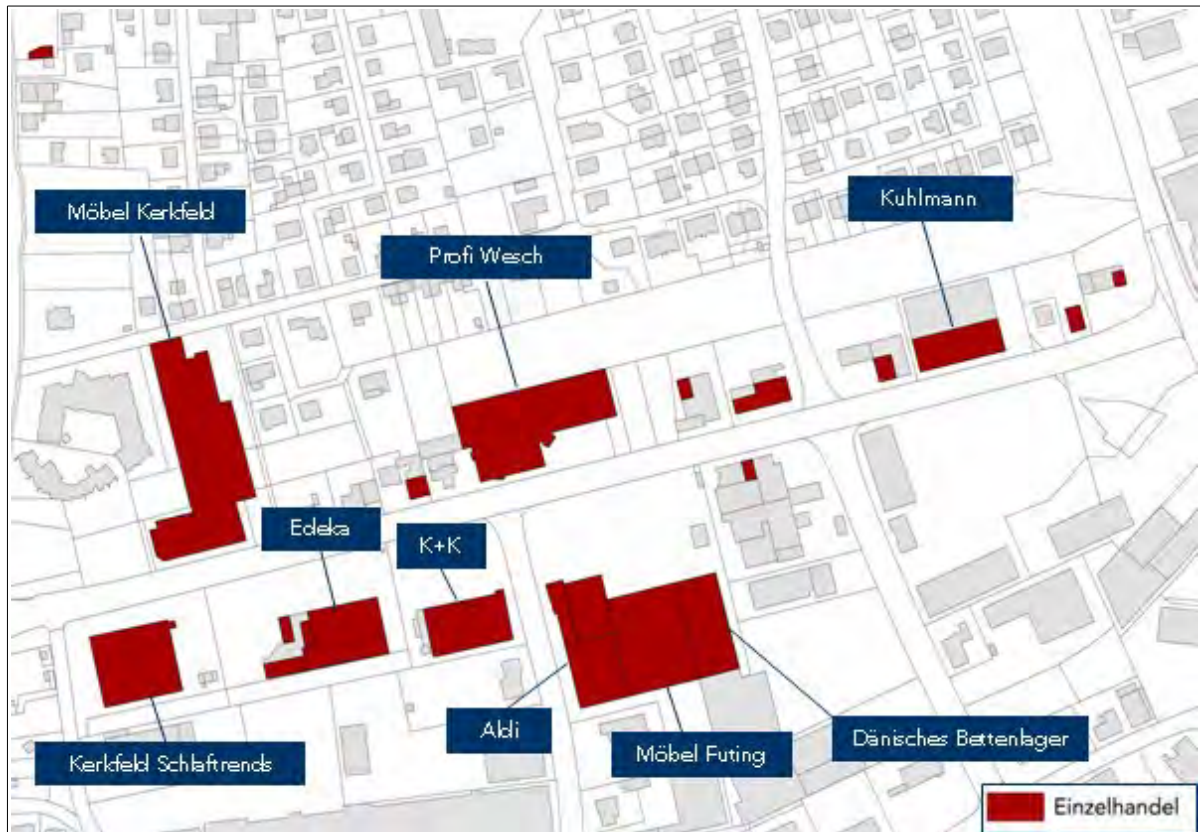 Möbel Kerkfeld
Kuhlmann
Profi Wesch
Edeka
K+K
Aldi
Möbel Futing
Dänisches Bettenlager
Kerkfeld Schlaftrends
Einzelhandel